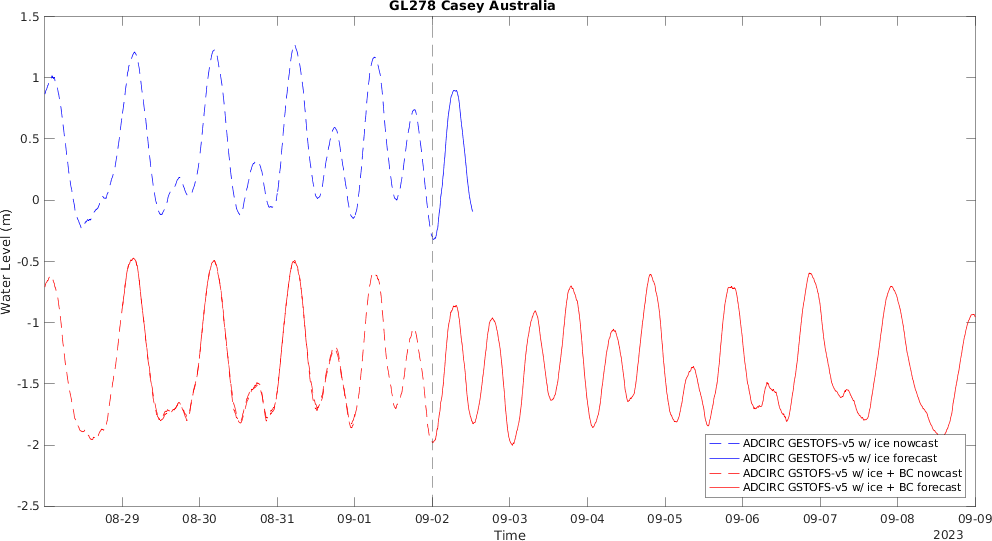 GL278 Casey Australia
1.5
1
0.5
0
-0.5
-1
-1.5
-2
-2.5
Water Level (m)
ADCIRC GESTOFS-v5 w/ ice nowcast
ADCIRC GESTOFS-v5 w/ ice forecast
ADCIRC GSTOFS-v5 w/ ice + BC nowcast
ADCIRC GSTOFS-v5 w/ ice + BC forecast
08-29 08-30 08-31 09-01 09-02 09-03 09-04 09-05 09-06 09-07 09-08 09-09
Time
2023